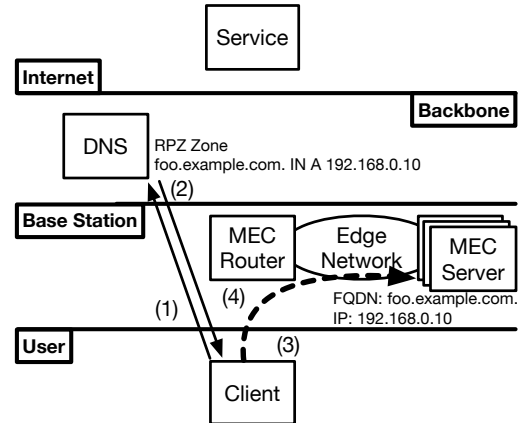 Service
Internet
Backbone
DNS
RPZ Zone
foo.example.com. IN A 192.168.0.10
(2)
Base Station
MEC
Router
Edge
Network
MEC
Server
(4)
FQDN: foo.example.com.
IP: 192.168.0.10
(1)
(3)
User
Client